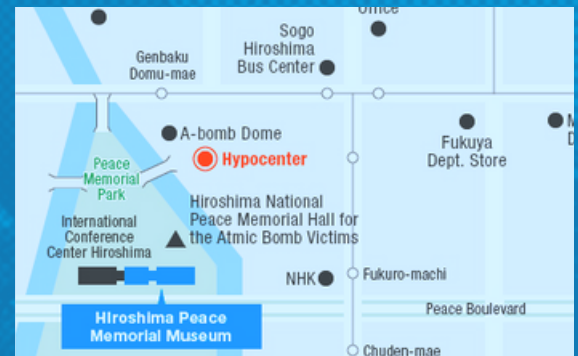 Office
Sogo
Hiroshima
Bus Center
Genbaku
Domu-mae
A-bomb Dome
Hypocenter
Fukuya
Dept. Store
Peace
Memorial
Park
Hiroshima National
Peace Memorial Hall for
the Atmic Bomb Victims
International
Conference
Center Hiroshima
NHK
Fukuro-machi
Peace Boulevard
HIroshima Peace
Memorial Museum
Chuden-mae